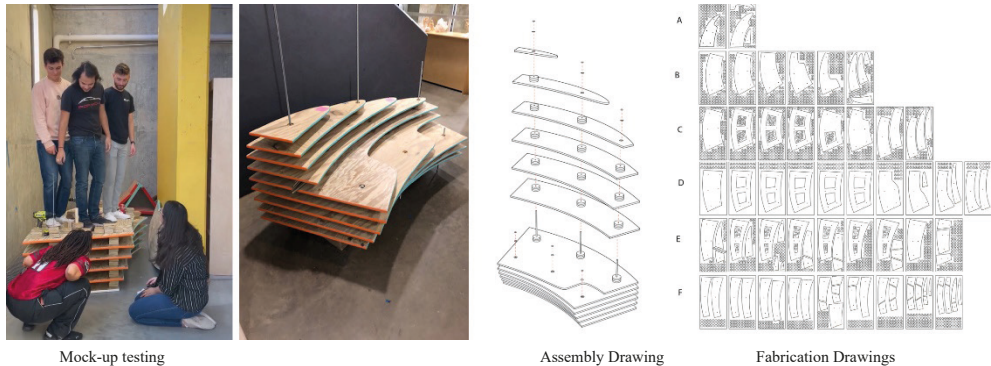 A
B
C
D
E
F
Mock-up testing
Assembly Drawing
Fabrication Drawings